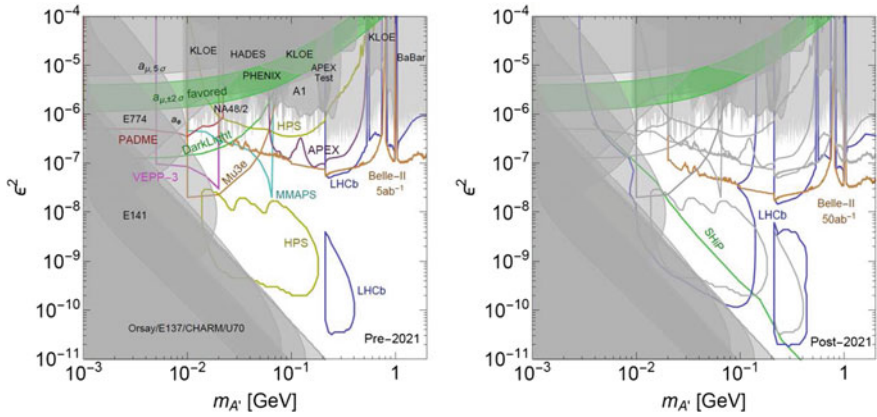 10⁻⁴
10⁻⁵
10⁻⁶
10⁻⁷
10⁻⁸
10⁻⁹
10⁻¹⁰
10⁻¹¹
ϵ²
KLOE
HADES
KLOE
KLOE
BaBar
PHENIX
APEX
Test
aμ,5σ
aμ,±2σ favored
A1
NA48/2
E774
ae
HPS
PADME
DarkLight
APEX
Mu3e
VEPP-3
MMAPS
LHCb
Belle-II
5ab⁻¹
E141
HPS
LHCb
Orsay/E137/CHARM/U70
Pre-2021
10⁻³
10⁻²
10⁻¹
1
mA' [GeV]
10⁻⁴
10⁻⁵
10⁻⁶
10⁻⁷
10⁻⁸
10⁻⁹
10⁻¹⁰
10⁻¹¹
ϵ²
LHCb
Belle-II
50ab⁻¹
SHiP
Post-2021
10⁻³
10⁻²
10⁻¹
1
mA' [GeV]